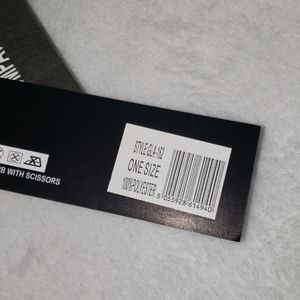 STYLE:GLA-162
ONE SIZE
100%POLYESTER
5 055928 614940
WITH SCISSORS